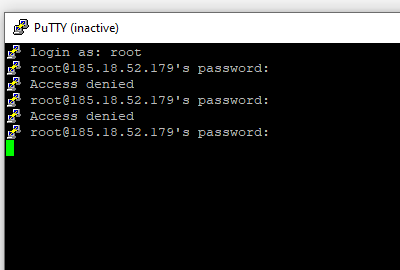 PuTTY (inactive)
login as: root
root@185.18.52.179's password:
Access denied
root@185.18.52.179's password:
Access denied
root@185.18.52.179's password: